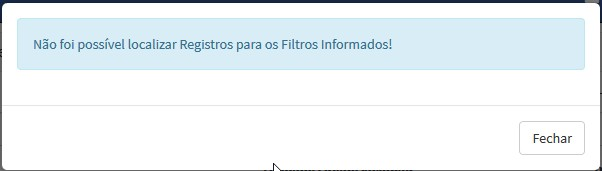 Não foi possível localizar Registros para os Filtros Informados!
Fechar